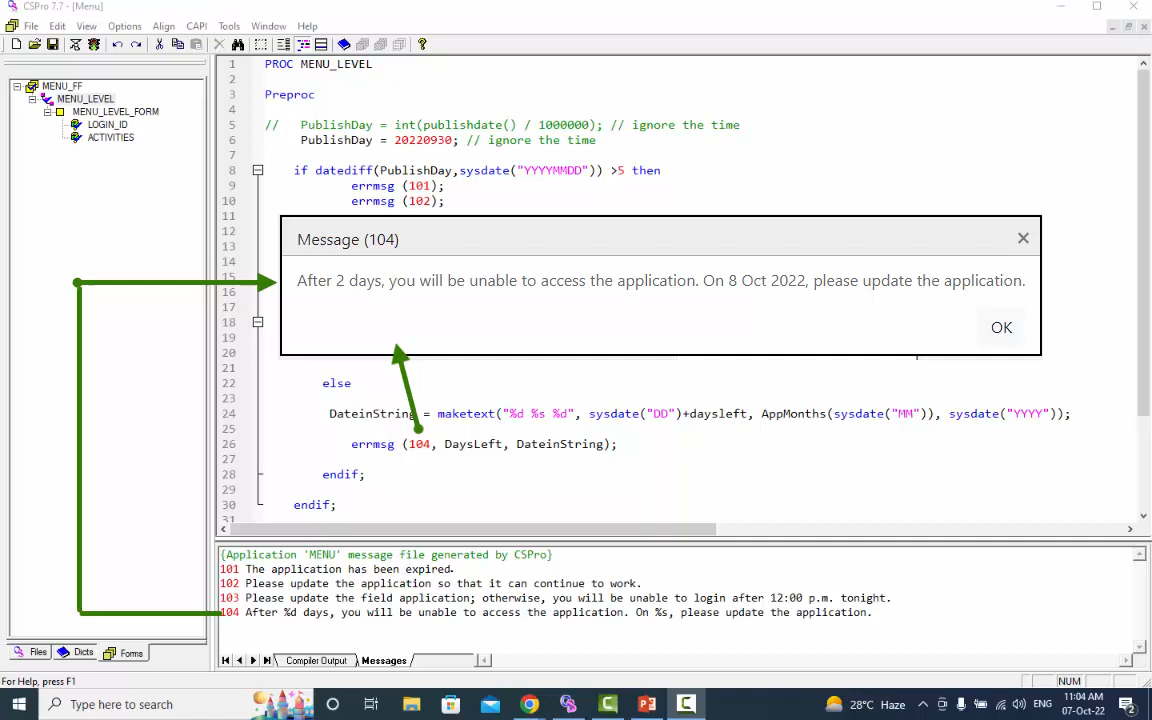 CSPro 7.7 - [Menu]
File Edit View Options Align CAPI Tools Window Help
MENU_FF
MENU_LEVEL
MENU_LEVEL_FORM
LOGIN_ID
ACTIVITIES
1 PROC MENU_LEVEL
2
3 Preproc
4
5 // PublishDay = int(publishdate() / 1000000); // ignore the time
6 PublishDay = 20220930; // ignore the time
7
8 if datediff(PublishDay,sysdate("YYYYMMDD")) >5 then
9 errmsg (101);
10 errmsg (102);
11
12
13
14
15
16
17
18
19
20
21
22 else
23
24 DateinString = maketext("%d %s %d", sysdate("DD")+daysleft, AppMonths(sysdate("MM")), sysdate("YYYY"));
25
26 errmsg (104, DaysLeft, DateinString);
27
28 endif;
29
30 endif;
31
Message (104)
After 2 days, you will be unable to access the application. On 8 Oct 2022, please update the application.
OK
{Application 'MENU' message file generated by CSPro}
101 The application has been expired.
102 Please update the application so that it can continue to work.
103 Please update the field application; otherwise, you will be unable to login after 12:00 p.m. tonight.
104 After %d days, you will be unable to access the application. On %s, please update the application.
Files Dicts Forms
Compiler Output Messages
For Help, press F1
NUM
Type here to search
28°C Haze
ENG
11:04 AM
07-Oct-22
2